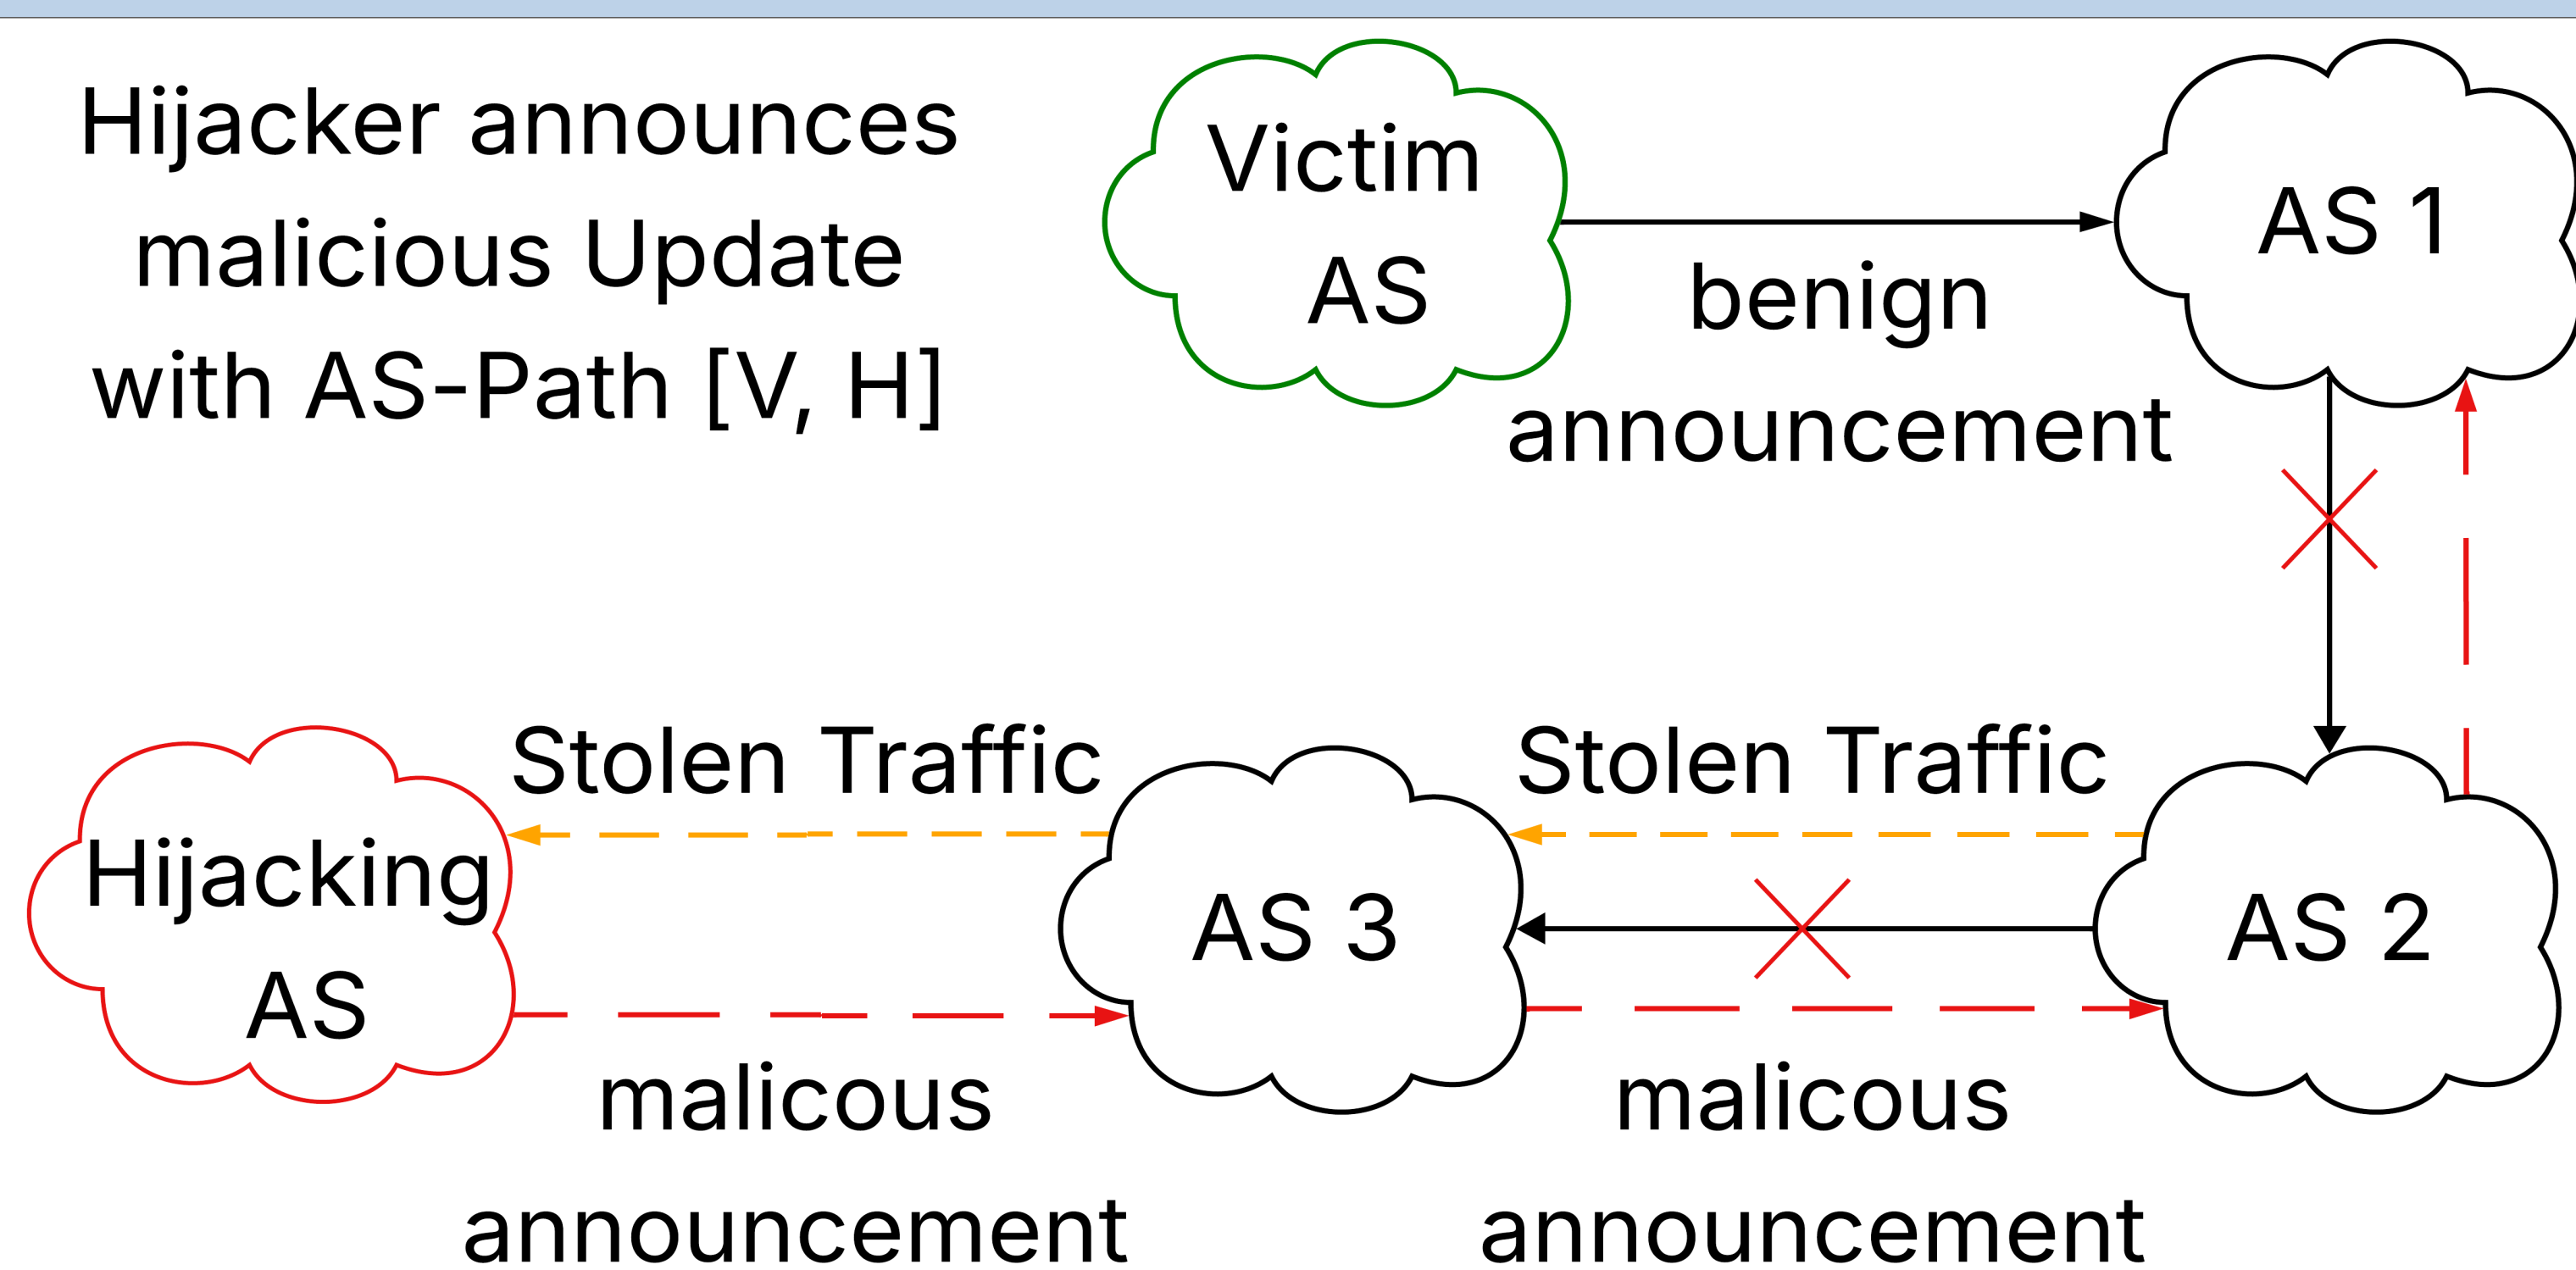 Hijacker announces
malicious Update
with AS-Path [V, H]
Victim
AS
benign
announcement
AS 1
Stolen Traffic
Stolen Traffic
Hijacking
AS
AS 3
AS 2
malicous
announcement
malicous
announcement